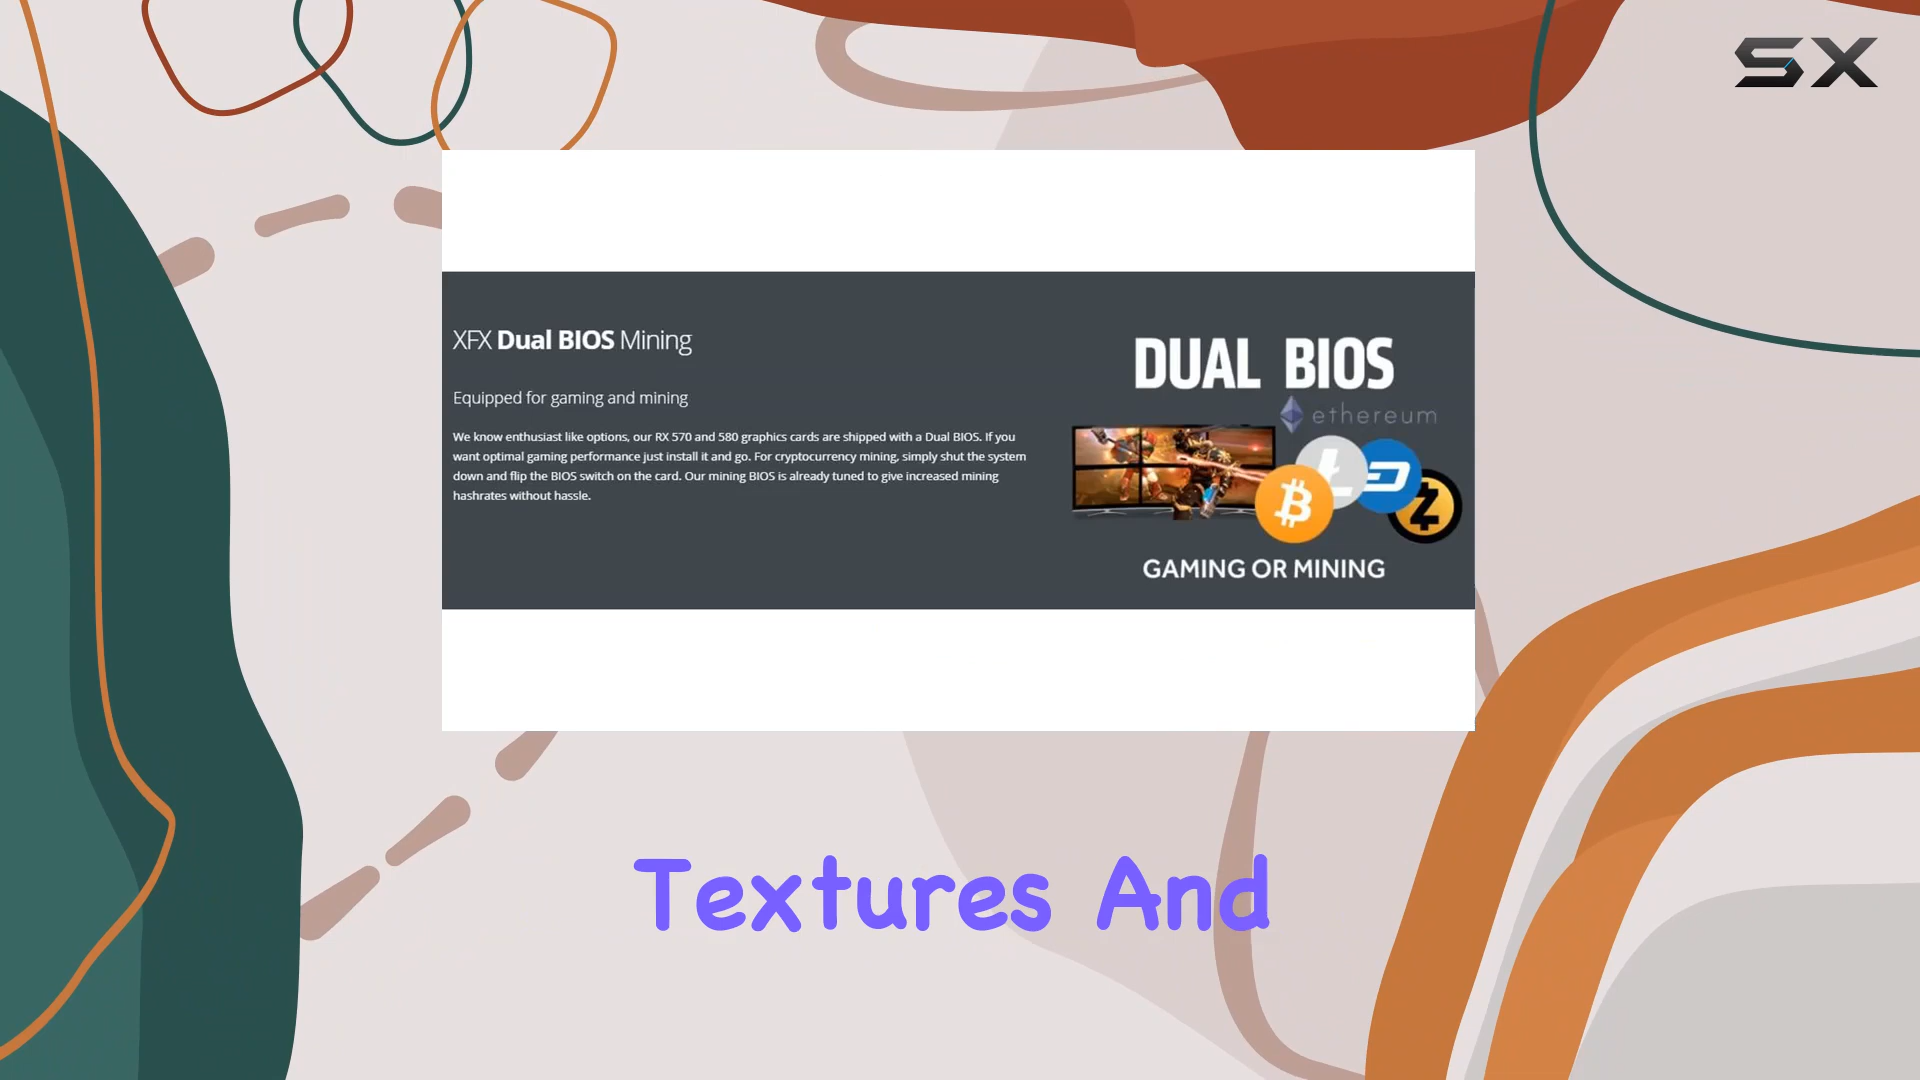 SX
XFX Dual BIOS Mining
Equipped for gaming and mining
We know enthusiast like options, our RX 570 and 580 graphics cards are shipped with a Dual BIOS. If you
want optimal gaming performance just install it and go. For cryptocurrency mining, simply shut the system
down and flip the BIOS switch on the card. Our mining BIOS is already tuned to give increased mining
hashrates without hassle.
DUAL BIOS
ethereum
GAMING OR MINING
Textures And